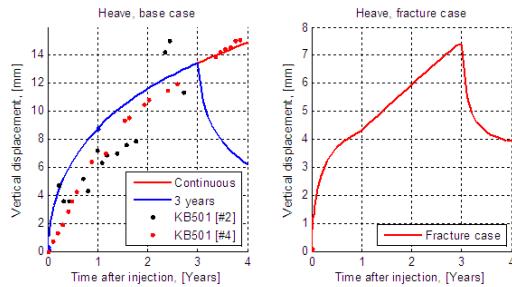 Heave, base case
Vertical displacement, [mm]
14
12
10
8
6
4
2
0
0 1 2 3 4
Time after injection, [Years]
Continuous
3 years
KB501 [#2]
KB501 [#4]
Heave, fracture case
Vertical displacement, [mm]
8
7
6
5
4
3
2
1
0
0 1 2 3 4
Time after injection, [Years]
Fracture case